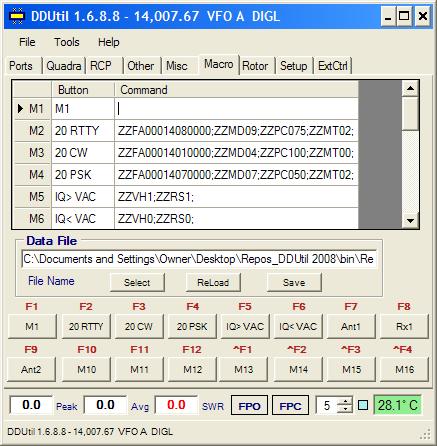 DDUtil 1.6.8.8 - 14,007.67 VFO A DIGL
File Tools Help
Ports Quadra RCP Other Misc Macro Rotor Setup ExtCtrl
Button Command
M1 M1
M2 20 RTTY ZZFA00014080000;ZZMD09;ZZPC075;ZZMT02;
M3 20 CW ZZFA00014010000;ZZMD04;ZZPC100;ZZMT00;
M4 20 PSK ZZFA00014070000;ZZMD07;ZZPC050;ZZMT02;
M5 IQ> VAC ZZVH1;ZZRS1;
M6 IQ< VAC ZZVH0;ZZRS0;
Data File
C:\Documents and Settings\Owner\Desktop\Repos_DDUtil 2008\bin\Re
File Name Select ReLoad Save
F1 F2 F3 F4 F5 F6 F7 F8
M1 20 RTTY 20 CW 20 PSK IQ> VAC IQ< VAC Ant1 Rx1
F9 F10 F11 F12 ^F1 ^F2 ^F3 ^F4
Ant2 M10 M11 M12 M13 M14 M15 M16
0.0 Peak 0.0 Avg 0.0 SWR FPO FPC 5 28.1° C
DDUtil 1.6.8.8 - 14,007.67 VFO A DIGL